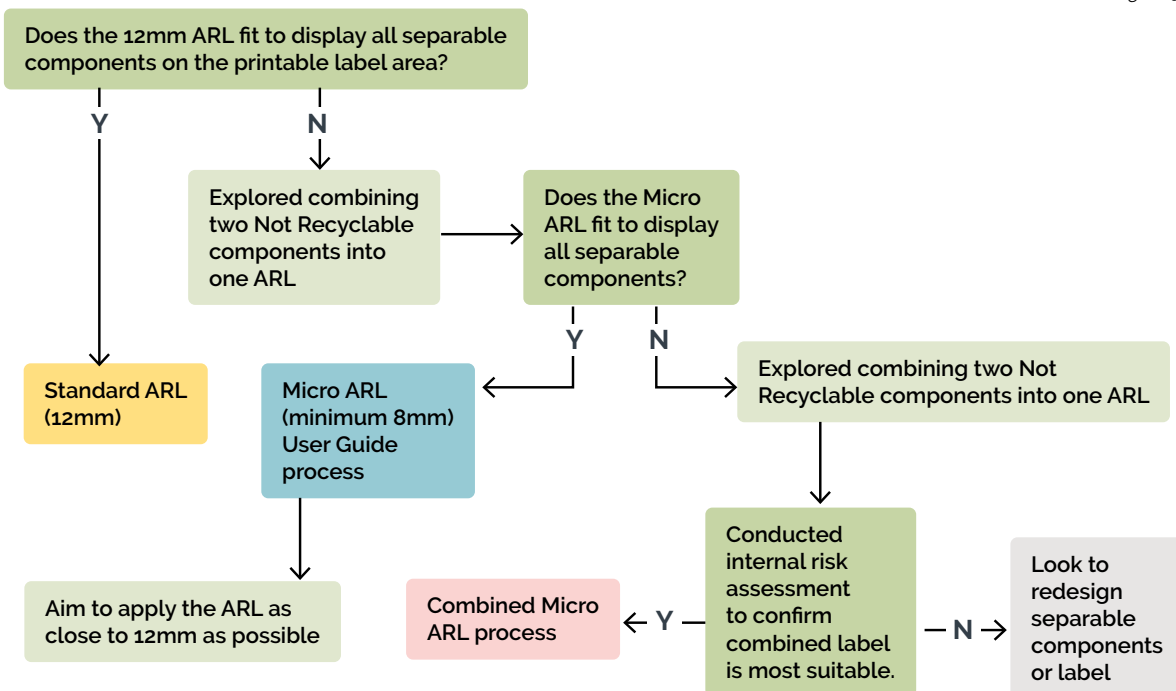 Does the 12mm ARL fit to display all separable
components on the printable label area?
Y
N
Explored combining
two Not Recyclable
components into
one ARL
Does the Micro
ARL fit to display
all separable
components?
Y
N
Standard ARL
(12mm)
Micro ARL
(minimum 8mm)
User Guide
process
Explored combining two Not
Recyclable components into one ARL
Aim to apply the ARL as
close to 12mm as possible
Combined Micro
ARL process
Y
Conducted
internal risk
assessment
to confirm
combined label
is most suitable.
N
Look to
redesign
separable
components
or label